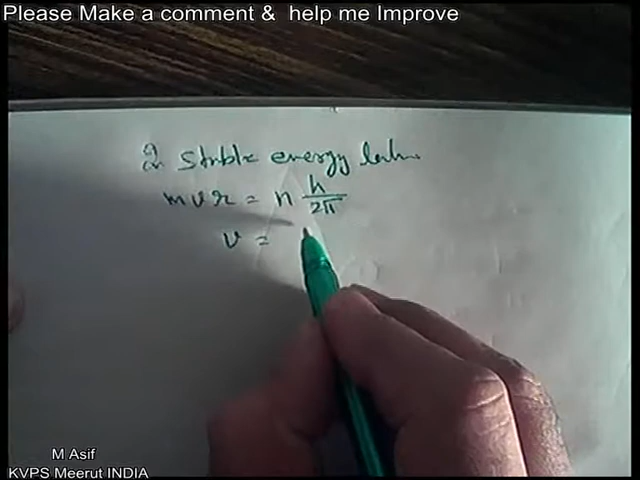 Please Make a comment & help me Improve
In stable energy
mvr = n h/2π
v =
M Asif
KVPS Meerut INDIA